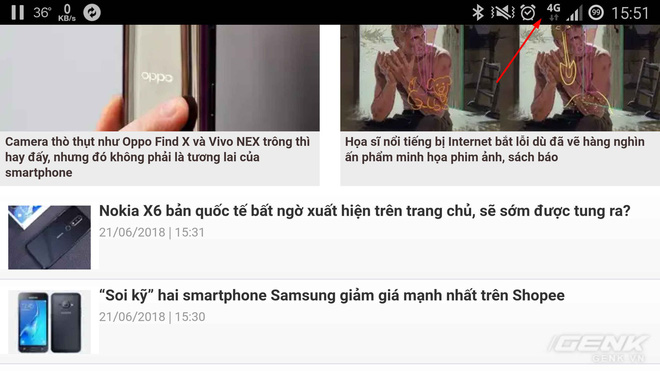 36° 0 KB/s 4G 99 15:51
oppo
Camera thò thụt như Oppo Find X và Vivo NEX trông thì
hay đấy, nhưng đó không phải là tương lai của
smartphone
Họa sĩ nổi tiếng bị Internet bắt lỗi dù đã vẽ hàng nghìn
ấn phẩm minh họa phim ảnh, sách báo
Nokia X6 bản quốc tế bất ngờ xuất hiện trên trang chủ, sẽ sớm được tung ra?
21/06/2018 | 15:31
“Soi kỹ” hai smartphone Samsung giảm giá mạnh nhất trên Shopee
21/06/2018 | 15:30
GENK
GENK.VN